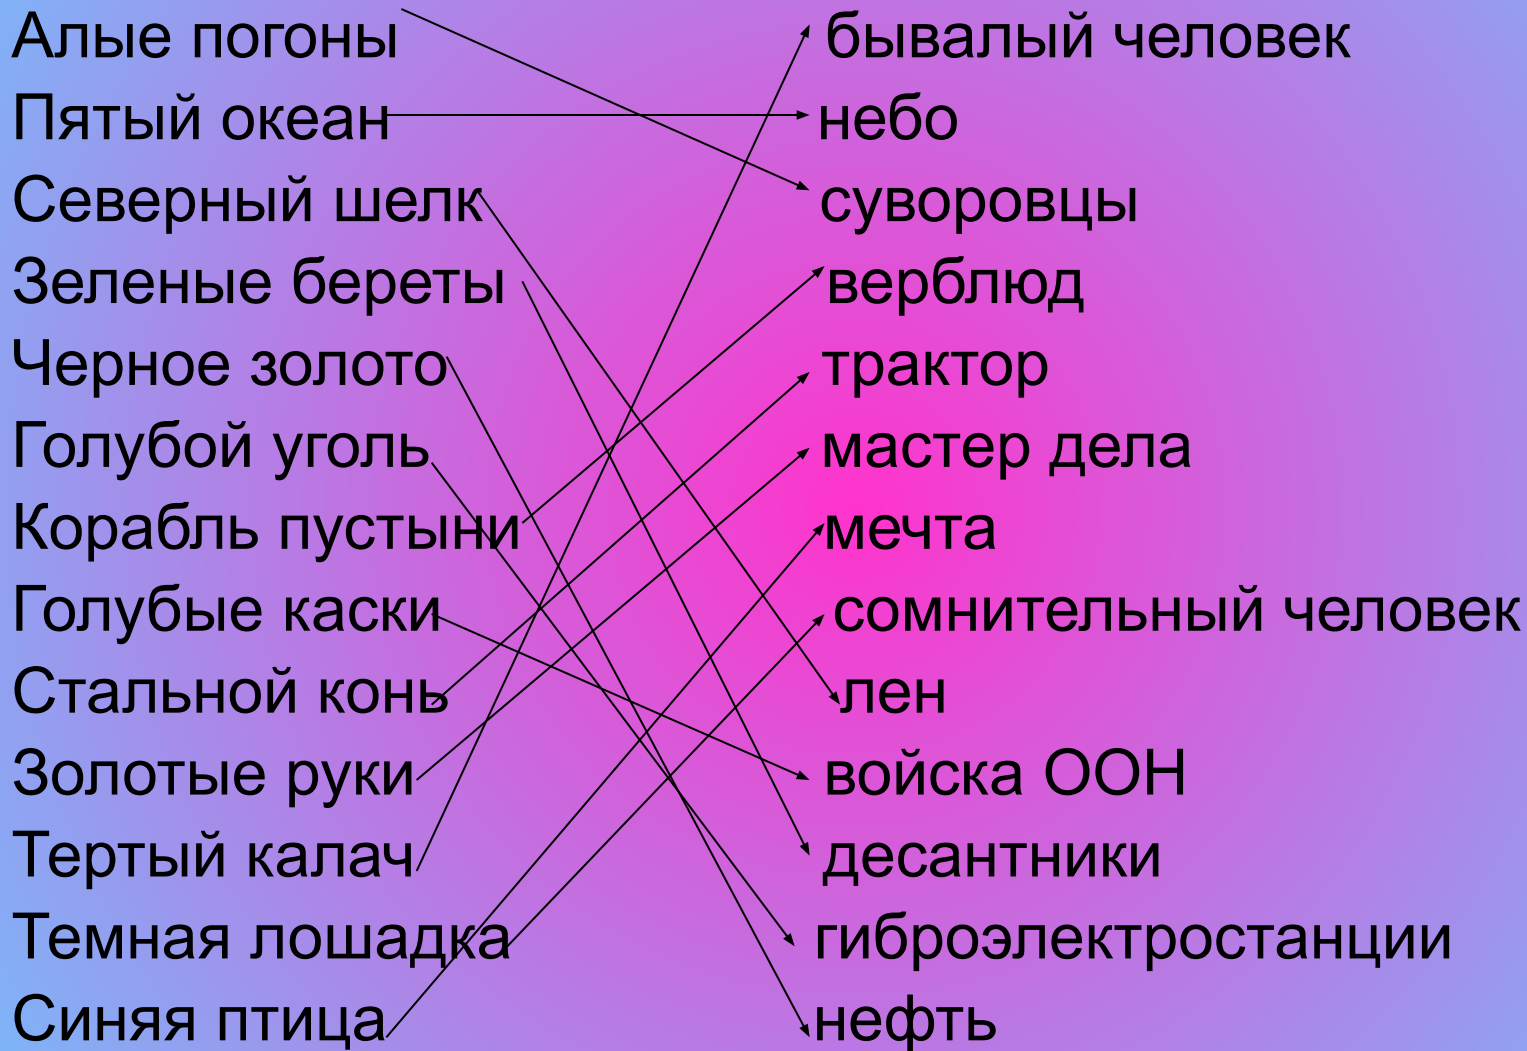 Алые погоны бывалый человек
Пятый океан небо
Северный шелк суворовцы
Зеленые береты верблюд
Черное золото трактор
Голубой уголь мастер дела
Корабль пустыни мечта
Голубые каски сомнительный человек
Стальной конь лен
Золотые руки войска ООН
Тертый калач десантники
Темная лошадка гиброэлектростанции
Синяя птица нефть